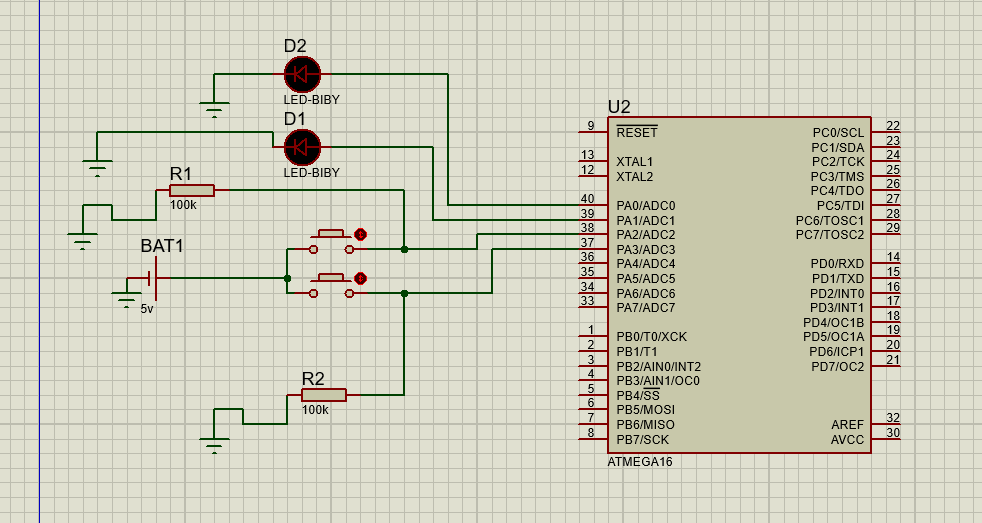 D2
LED-BIBY
D1
LED-BIBY
R1
100k
BAT1
5v
R2
100k
U2
9 RESET PC0/SCL 22
PC1/SDA 23
13 XTAL1 PC2/TCK 24
12 XTAL2 PC3/TMS 25
PC4/TDO 26
40 PA0/ADC0 PC5/TDI 27
39 PA1/ADC1 PC6/TOSC1 28
38 PA2/ADC2 PC7/TOSC2 29
37 PA3/ADC3
36 PA4/ADC4 PD0/RXD 14
35 PA5/ADC5 PD1/TXD 15
34 PA6/ADC6 PD2/INT0 16
33 PA7/ADC7 PD3/INT1 17
PD4/OC1B 18
1 PB0/T0/XCK PD5/OC1A 19
2 PB1/T1 PD6/ICP1 20
3 PB2/AIN0/INT2 PD7/OC2 21
4 PB3/AIN1/OC0
5 PB4/SS
6 PB5/MOSI
7 PB6/MISO AREF 32
8 PB7/SCK AVCC 30
ATMEGA16